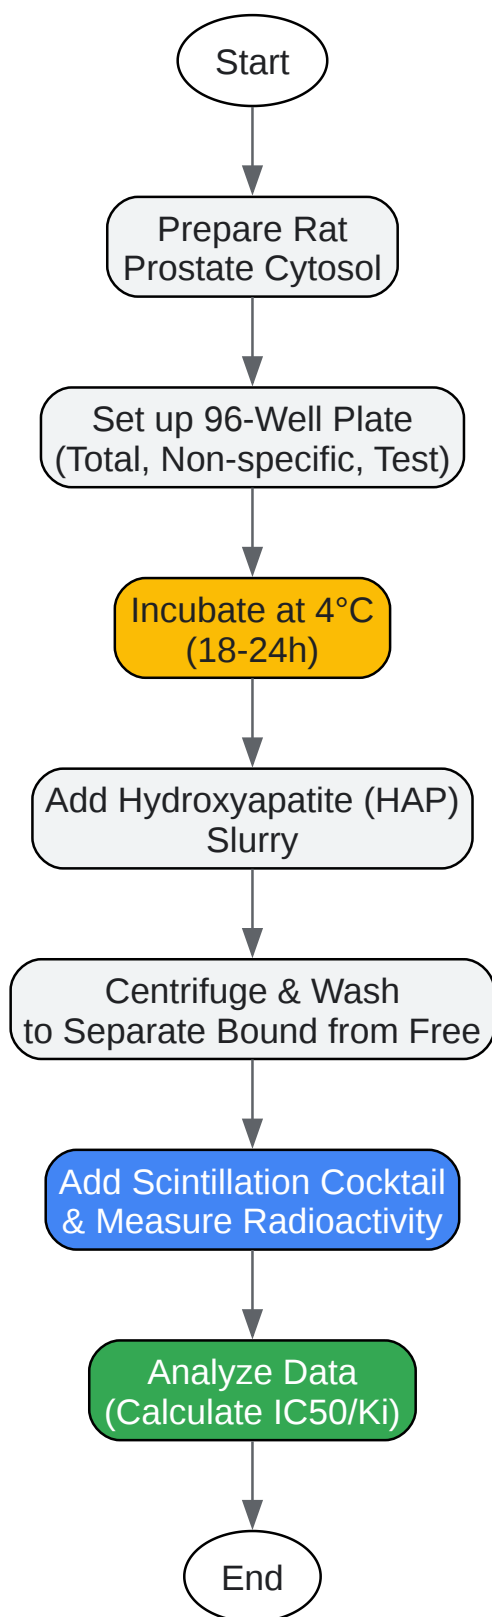 Start
Prepare Rat
Prostate Cytosol
Set up 96-Well Plate
(Total, Non-specific, Test)
Incubate at 4°C
(18-24h)
Add Hydroxyapatite (HAP)
Slurry
Centrifuge & Wash
to Separate Bound from Free
Add Scintillation Cocktail
& Measure Radioactivity
Analyze Data
(Calculate IC50/Ki)
End